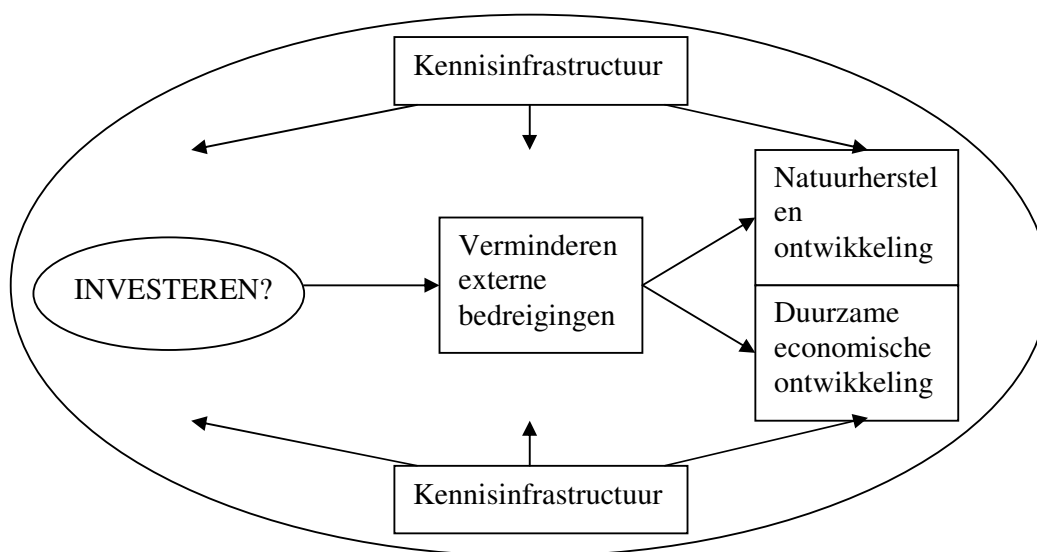 Kennisinfrastructuur
Natuurherstel
en
ontwikkeling
INVESTEREN?
Verminderen
externe
bedreigingen
Duurzame
economische
ontwikkeling
Kennisinfrastructuur